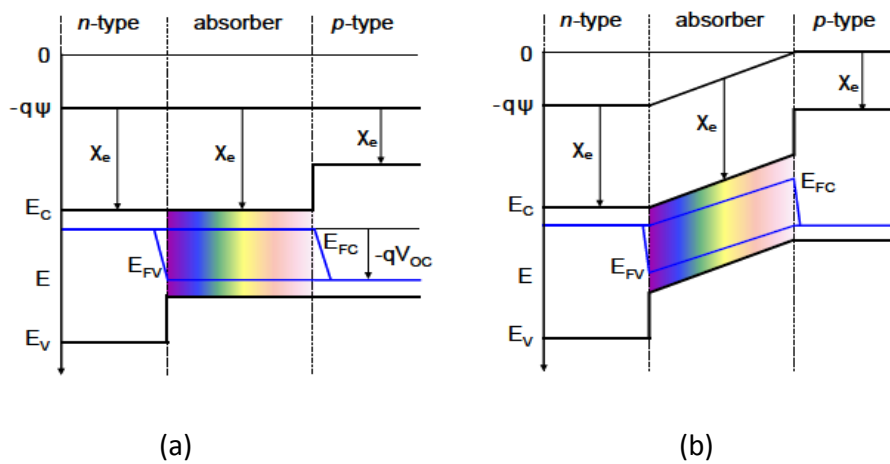 n-type absorber p-type
0
-qψ
χe χe χe
EC
EFV EFC -qVOC
E
EV
(a)
n-type absorber p-type
0
-qψ
χe χe χe
EC
EFC
EFV
E
EV
(b)